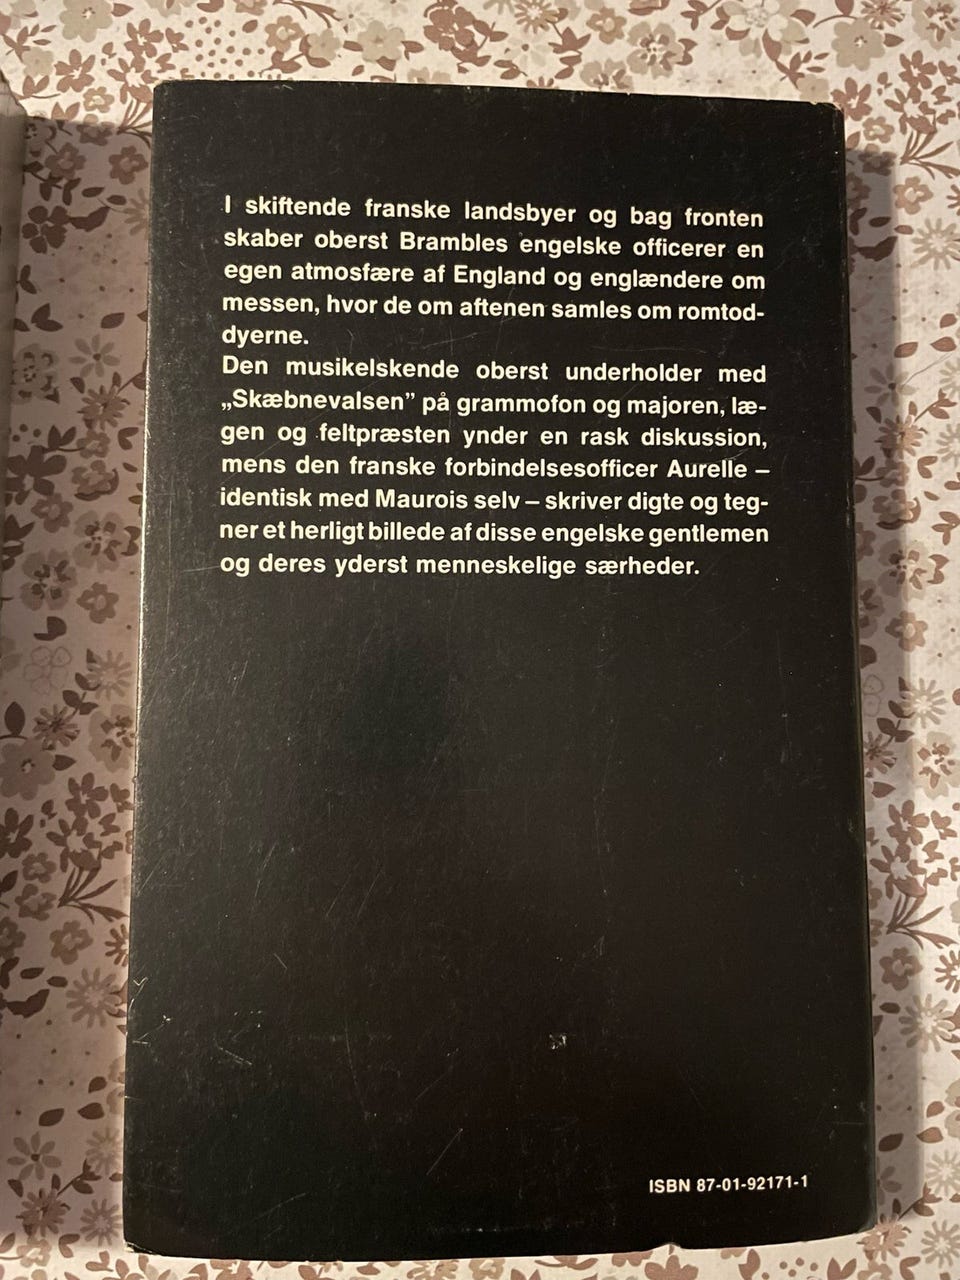 I skiftende franske landsbyer og bag fronten
skaber oberst Brambles engelske officerer en
egen atmosfære af England og englændere om
messen, hvor de om aftenen samles om romtod-
dyerne.
Den musikelskende oberst underholder med
„Skæbnevalsen” på grammofon og majoren, læ-
gen og feltpræsten ynder en rask diskussion,
mens den franske forbindelsesofficer Aurelle –
identisk med Maurois selv – skriver digte og teg-
ner et herligt billede af disse engelske gentlemen
og deres yderst menneskelige særheder.
ISBN 87-01-92171-1